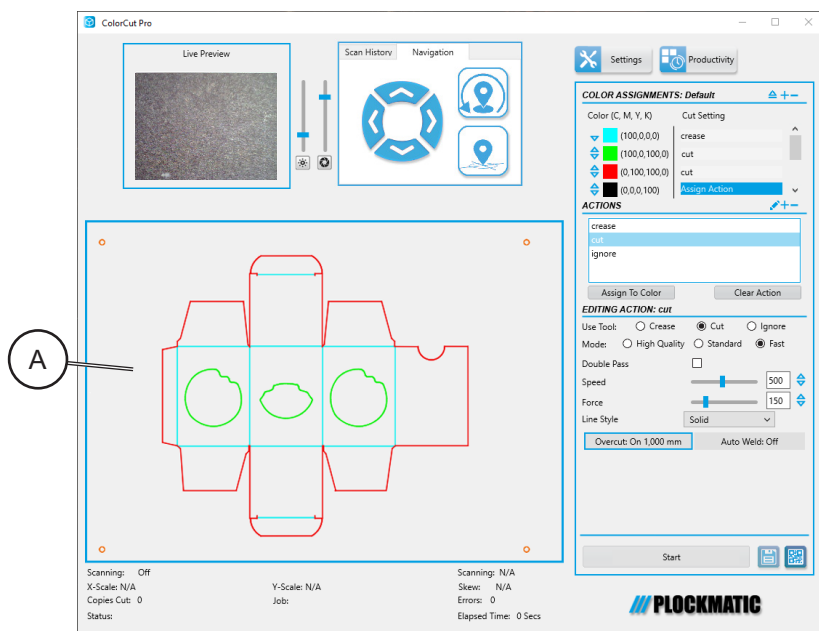 ColorCut Pro
Live Preview
Scan History Navigation
Settings Productivity
COLOR ASSIGNMENTS: Default
Color (C, M, Y, K) Cut Setting
(100,0,0,0) crease
(100,0,100,0) cut
(0,100,100,0) cut
(0,0,0,100) Assign Action
ACTIONS
crease
cut
ignore
Assign To Color Clear Action
EDITING ACTION: cut
Use Tool: Crease Cut Ignore
Mode: High Quality Standard Fast
Double Pass
Speed 500
Force 150
Line Style Solid
Overcut: On 1,000 mm Auto Weld: Off
Start
A
Scanning: Off Scanning: N/A
X-Scale: N/A Y-Scale: N/A Skew: N/A
Copies Cut: 0 Job: Errors: 0
Status: Elapsed Time: 0 Secs
PLOCKMATIC